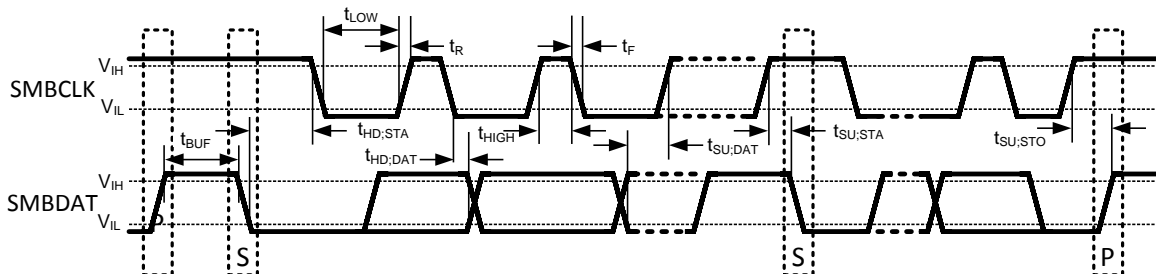 tLOW
tR
tF
VIH
SMBCLK
VIL
tBUF
tHD;STA
tHD;DAT
tHIGH
tSU;DAT
tSU;STA
tSU;STO
VIH
SMBDAT
VIL
P
S
S
P